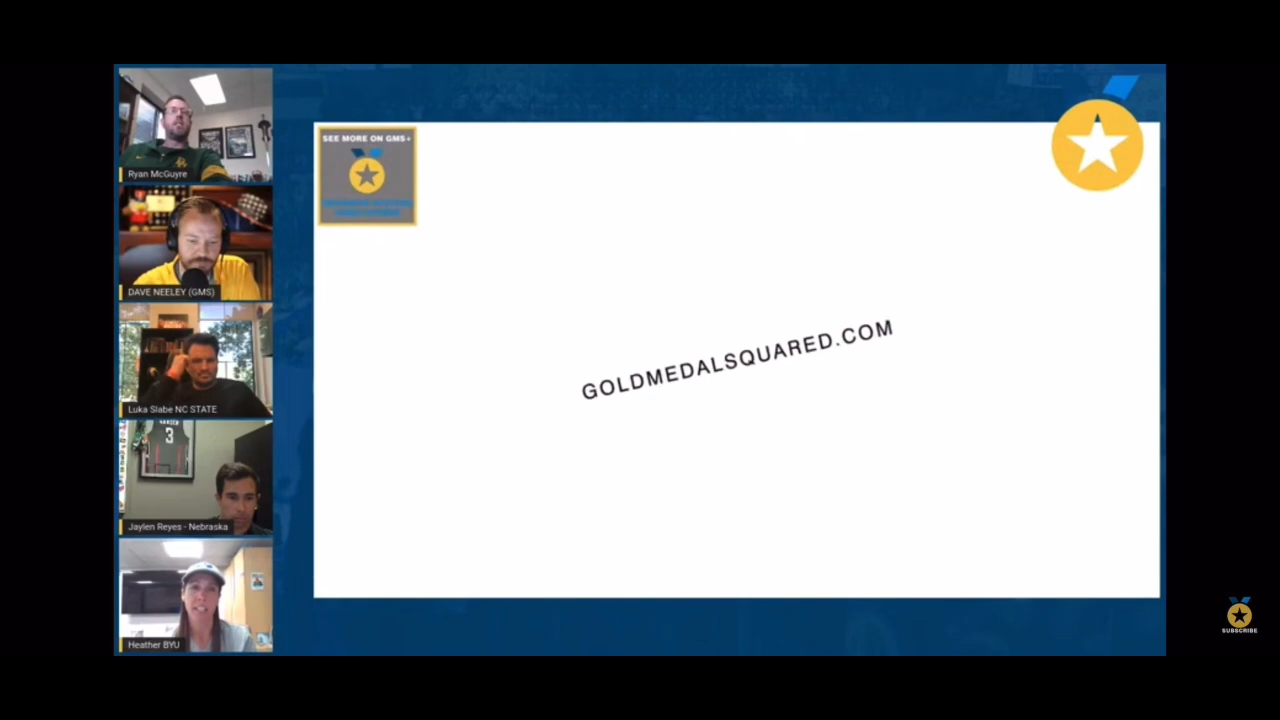 Ryan McGuyre
DAVE NEELEY (GMS)
Luka Slabe NC STATE
3
Jaylen Reyes - Nebraska
Heather BYU
SEE MORE ON GMS+
GOLDMEDALSQUARED.COM
SUBSCRIBE